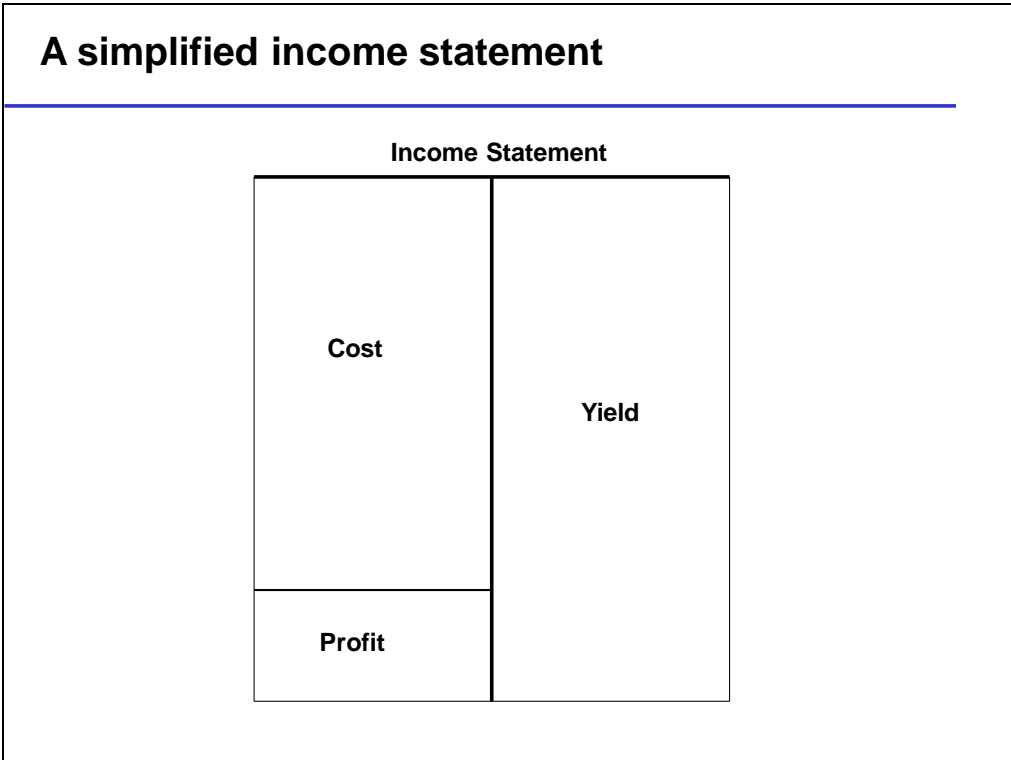 A simplified income statement
Income Statement
Cost
Yield
Profit